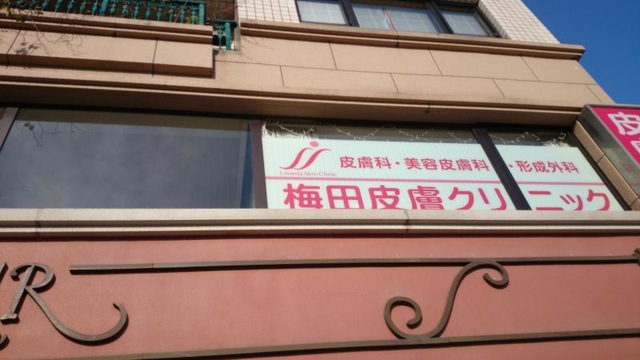 皮膚科・美容皮膚科・形成外科
Umeda Skin Clinic
梅田皮膚クリニック
皮
R